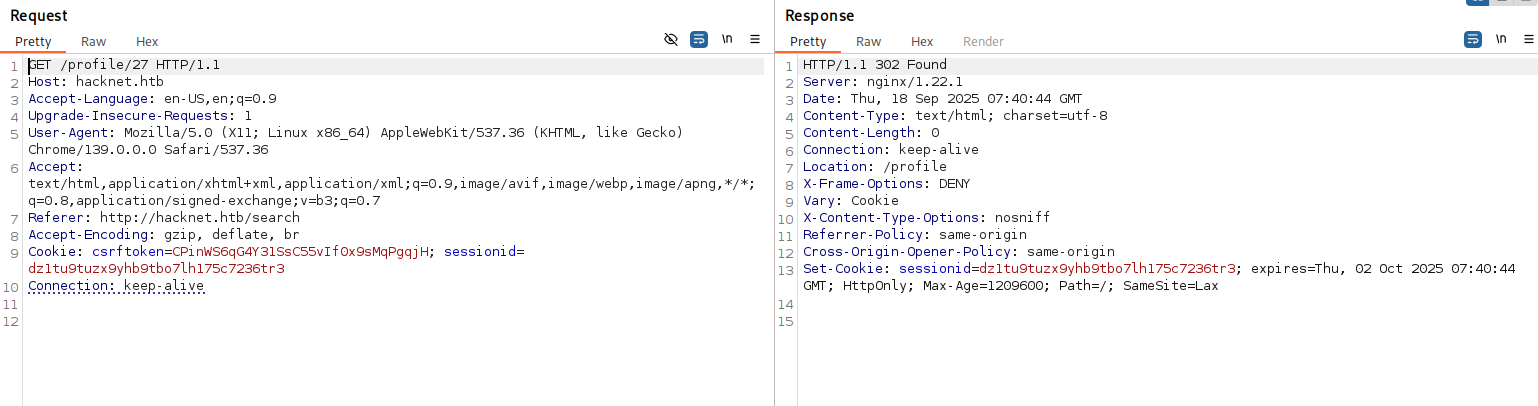 Request
Pretty Raw Hex \n
1 GET /profile/27 HTTP/1.1
2 Host: hacknet.htb
3 Accept-Language: en-US,en;q=0.9
4 Upgrade-Insecure-Requests: 1
5 User-Agent: Mozilla/5.0 (X11; Linux x86_64) AppleWebKit/537.36 (KHTML, like Gecko)
Chrome/139.0.0.0 Safari/537.36
6 Accept:
text/html,application/xhtml+xml,application/xml;q=0.9,image/avif,image/webp,image/apng,*/*;
q=0.8,application/signed-exchange;v=b3;q=0.7
7 Referer: http://hacknet.htb/search
8 Accept-Encoding: gzip, deflate, br
9 Cookie: csrftoken=CPinWS6qG4Y31SsC55vIf0x9sMqPgqjH; sessionid=
dz1tu9tuzx9yhb9tbo7lh175c7236tr3
10 Connection: keep-alive
11
12
Response
Pretty Raw Hex Render \n
1 HTTP/1.1 302 Found
2 Server: nginx/1.22.1
3 Date: Thu, 18 Sep 2025 07:40:44 GMT
4 Content-Type: text/html; charset=utf-8
5 Content-Length: 0
6 Connection: keep-alive
7 Location: /profile
8 X-Frame-Options: DENY
9 Vary: Cookie
10 X-Content-Type-Options: nosniff
11 Referrer-Policy: same-origin
12 Cross-Origin-Opener-Policy: same-origin
13 Set-Cookie: sessionid=dz1tu9tuzx9yhb9tbo7lh175c7236tr3; expires=Thu, 02 Oct 2025 07:40:44
GMT; HttpOnly; Max-Age=1209600; Path=/; SameSite=Lax
14
15